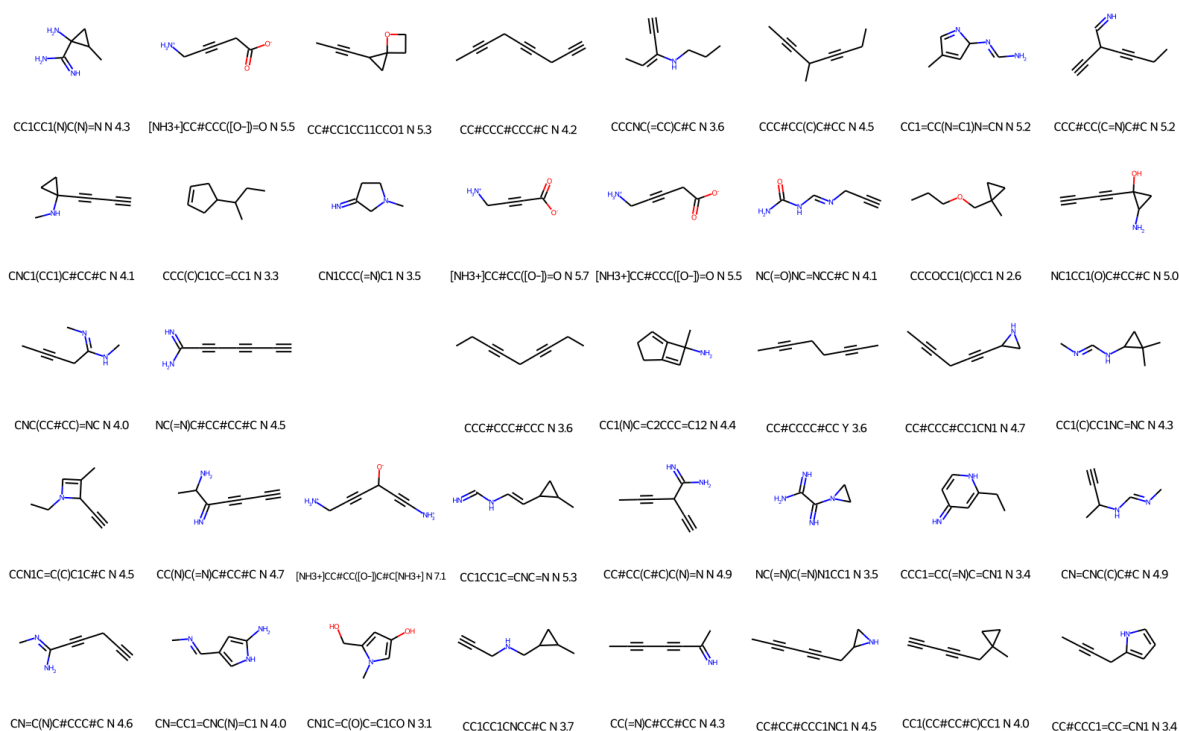 CC1CC1(N)C(N)=N N 4.3
[NH3+]CC#CCC([O-])=O N 5.5
CC#CC1CC11CCO1 N 5.3
CC#CCC#CCC#C N 4.2
CCCNC(=CC)C#C N 3.6
CCC#CC(C)C#CC N 4.5
CC1=CC(N=C1)N=CN N 5.2
CCC#CC(C=N)C#C N 5.2
CNC1(CC1)C#CC#C N 4.1
CCC(C)C1CC=CC1 N 3.3
CN1CCC(=N)C1 N 3.5
[NH3+]CC#CC([O-])=O N 5.7
[NH3+]CC#CCC([O-])=O N 5.5
NC(=O)NC=NCC#C N 4.1
CCCOCC1(C)CC1 N 2.6
NC1CC1(O)C#CC#C N 5.0
CNC(CC#CC)=NC N 4.0
NC(=N)C#CC#CC#C N 4.5
CCC#CCC#CCC N 3.6
CC1(N)C=C2CCC=C12 N 4.4
CC#CCCC#CC Y 3.6
CC#CCC#CC1CN1 N 4.7
CC1(C)CC1NC=NC N 4.3
CCN1C=C(C)C1C#C N 4.5
CC(N)C(=N)C#CC#C N 4.7
[NH3+]CC#CC([O-])C#C[NH3+] N 7.1
CC1CC1C=CNC=N N 5.3
CC#CC(C#C)C(N)=N N 4.9
NC(=N)C(=N)N1CC1 N 3.5
CCC1=CC(=N)C=CN1 N 3.4
CN=CNC(C)C#C N 4.9
CN=C(N)C#CCC#C N 4.6
CN=CC1=CNC(N)=C1 N 4.0
CN1C=C(O)C=C1CO N 3.1
CC1CC1CNCC#C N 3.7
CC(=N)C#CC#CC N 4.3
CC#CC#CCC1NC1 N 4.5
CC1(CC#CC#C)CC1 N 4.0
CC#CCC1=CC=CN1 N 3.4